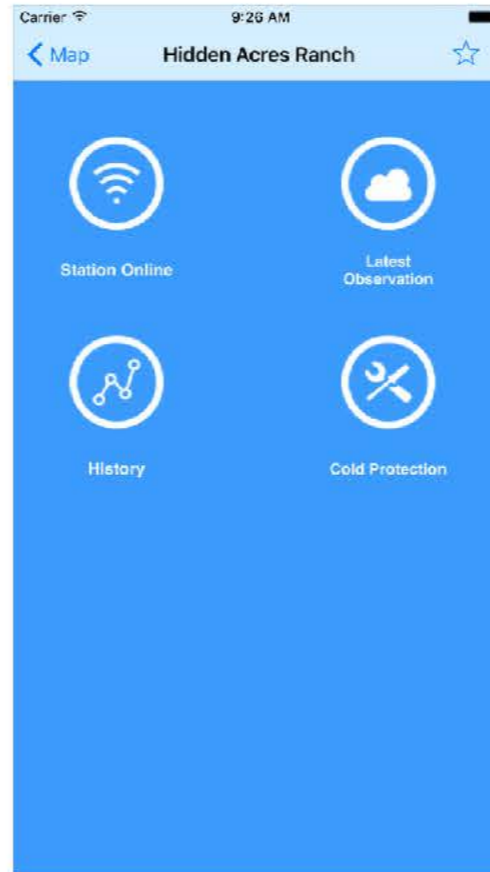 Carrier 9:26 AM
Map Hidden Acres Ranch
Station Online
Latest
Observation
History
Cold Protection